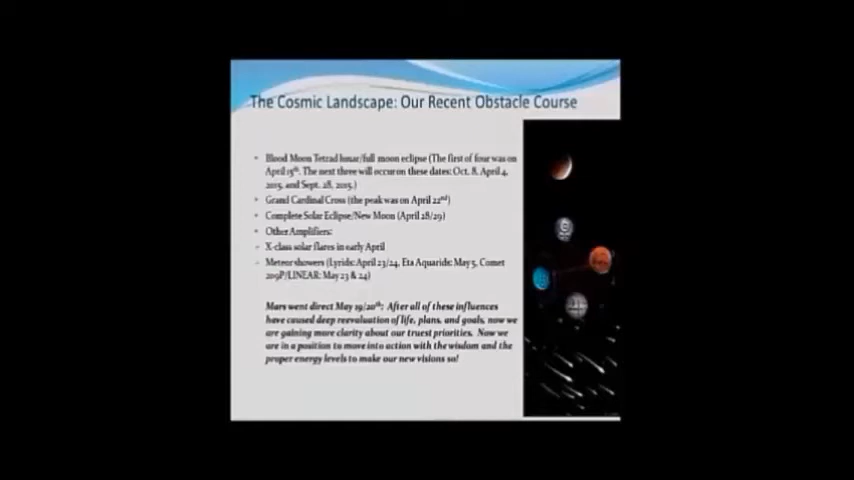 The Cosmic Landscape: Our Recent Obstacle Course
• Blood Moon Tetrad lunar/full moon eclipse (The first of four was on
April 15th. The next three will occur on these dates: Oct. 8, April 4,
2015, and Sept. 28, 2015.)
• Grand Cardinal Cross (the peak was on April 22nd)
• Complete Solar Eclipse/New Moon (April 28/29)
• Other Amplifiers:
- X-class solar flares in early April
- Meteor showers (Lyrids: April 23/24, Eta Aquarids: May 5, Comet
209P/LINEAR: May 23 & 24)
Mars went direct May 19/20th: After all of these influences
have caused deep reevaluation of life, plans, and goals, now we
are gaining more clarity about our truest priorities. Now we
are in a position to move into action with the wisdom and the
proper energy levels to make our new visions so!